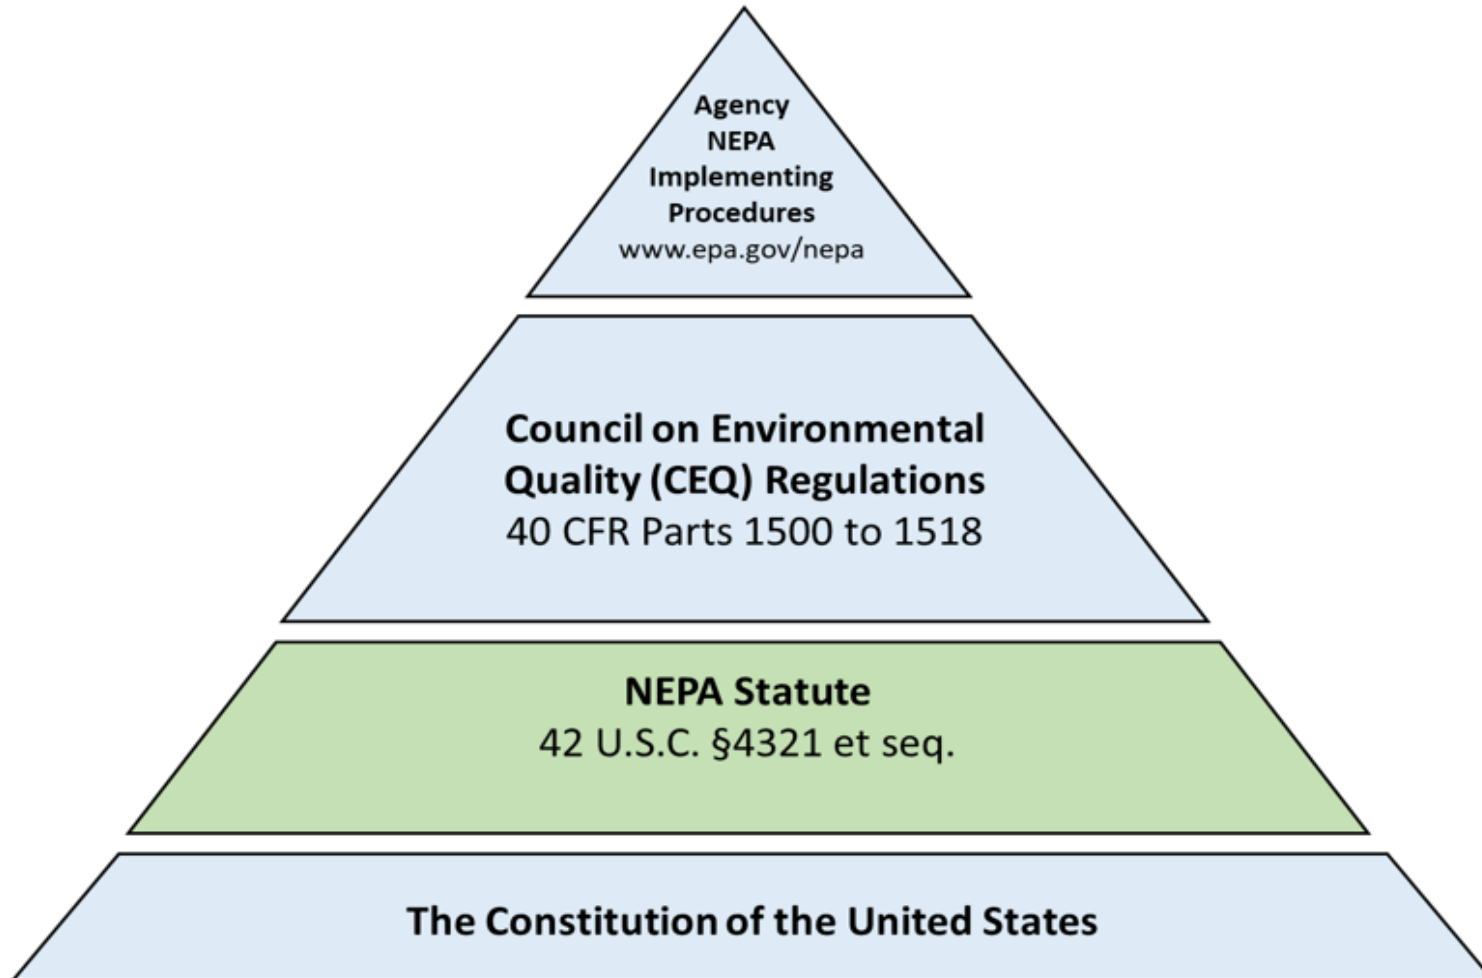 Agency
NEPA
Implementing
Procedures
www.epa.gov/nepa
Council on Environmental
Quality (CEQ) Regulations
40 CFR Parts 1500 to 1518
NEPA Statute
42 U.S.C. §4321 et seq.
The Constitution of the United States